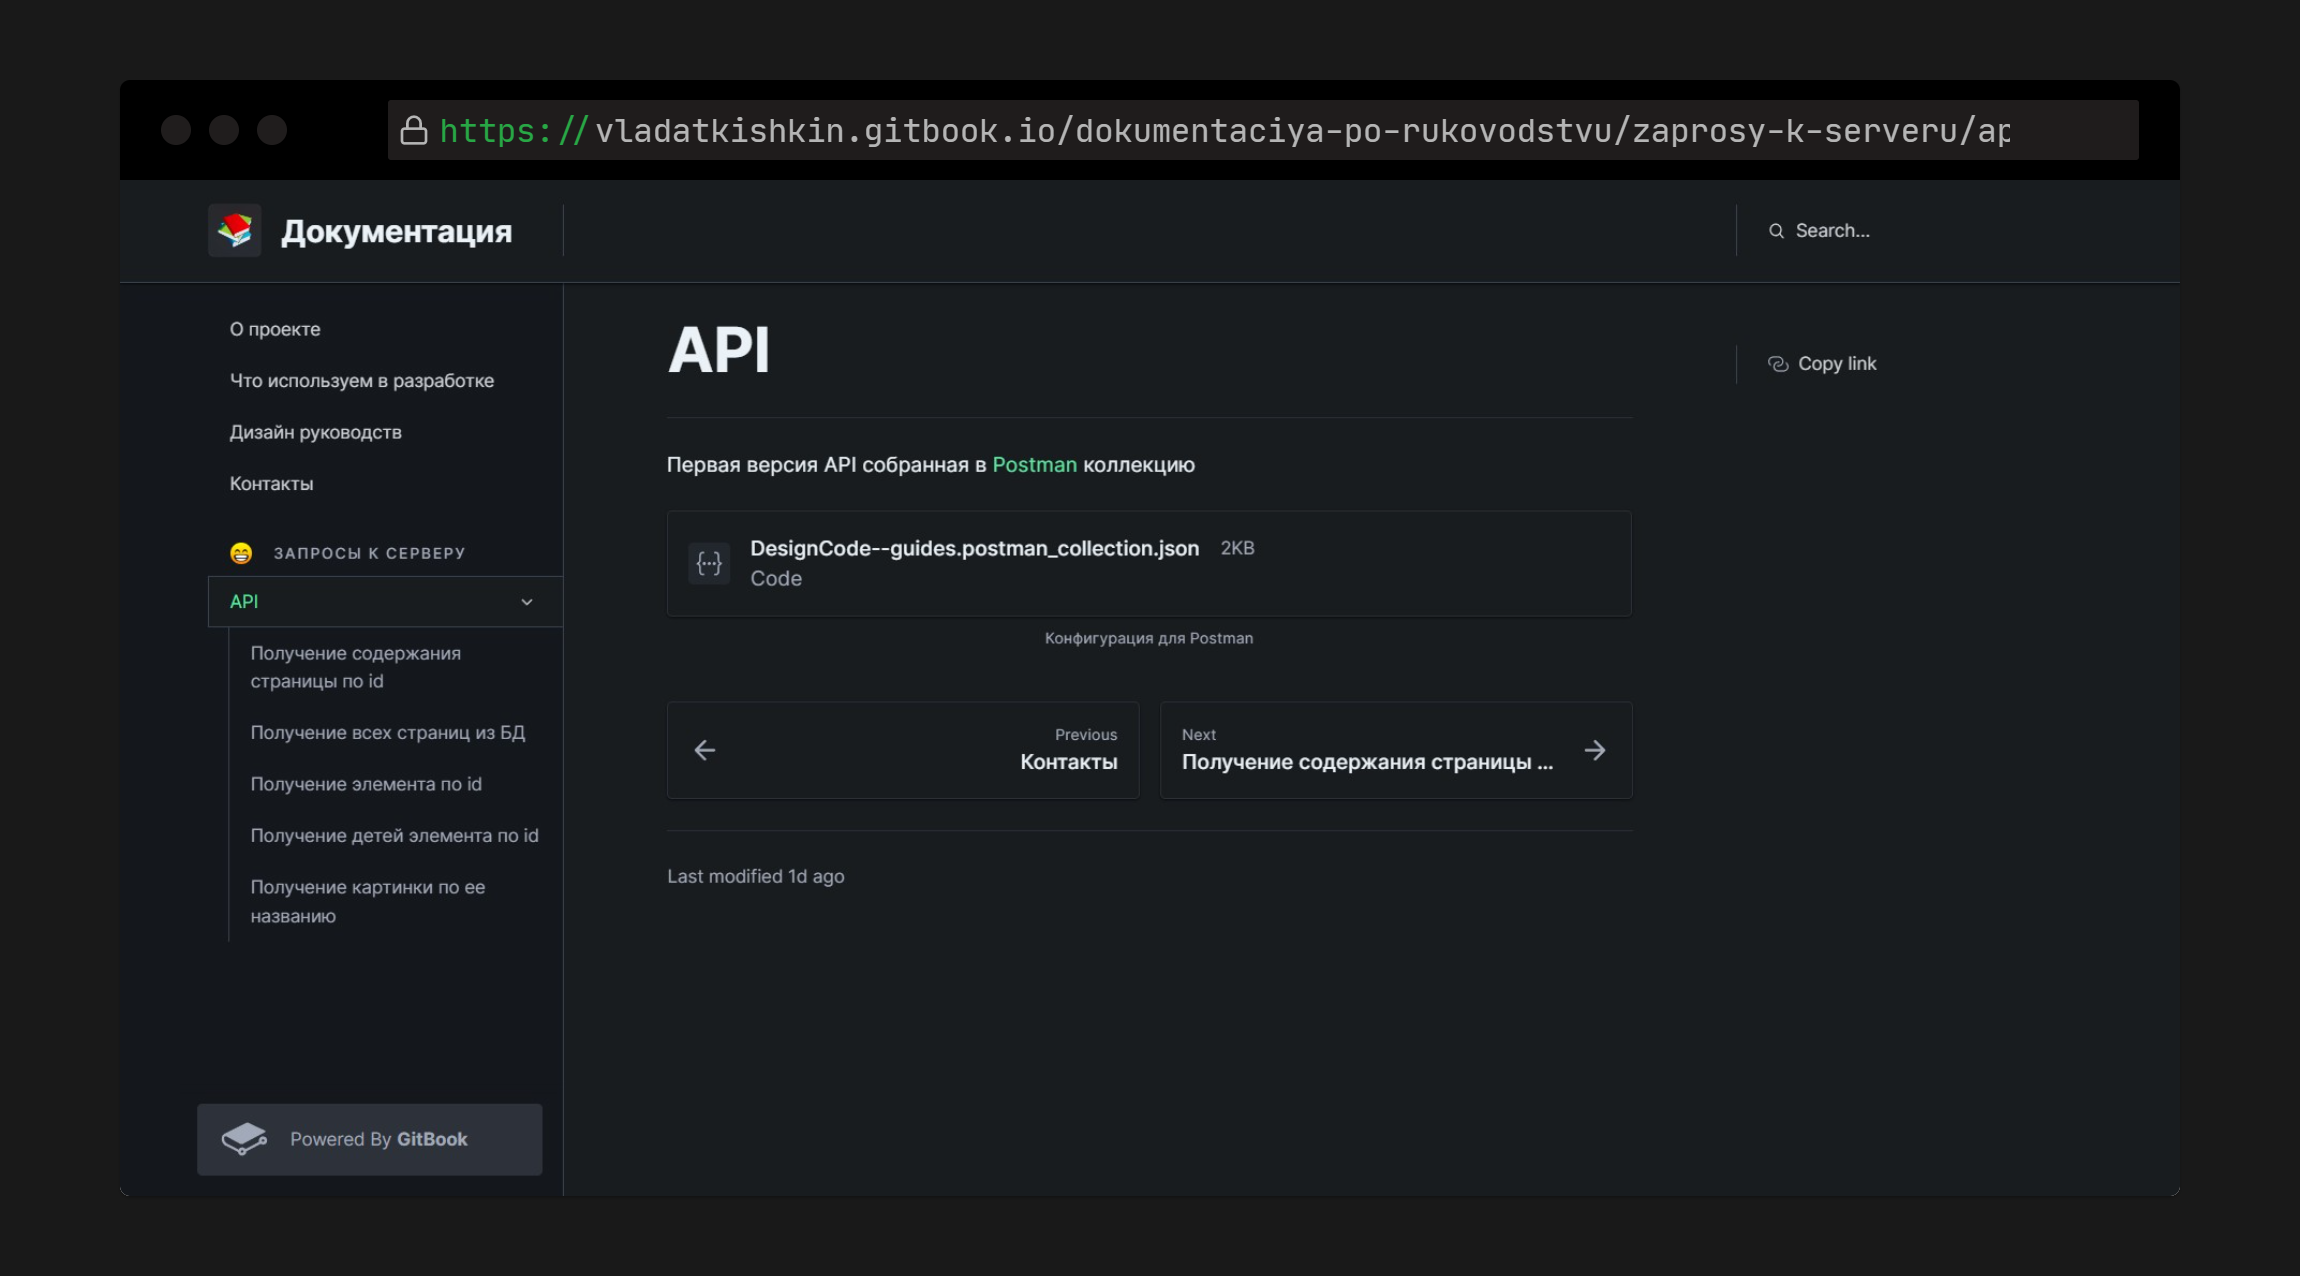 https://vladatkishkin.gitbook.io/dokumentaciya-po-rukovodstvu/zaprosy-k-serveru/ap
Документация
Search...
О проекте
Что используем в разработке
Дизайн руководств
Контакты
ЗАПРОСЫ К СЕРВЕРУ
API
Получение содержания
страницы по id
Получение всех страниц из БД
Получение элемента по id
Получение детей элемента по id
Получение картинки по ее
названию
Powered By GitBook
API
Copy link
Первая версия API собранная в Postman коллекцию
{...}
DesignCode--guides.postman_collection.json 2KB
Code
Конфигурация для Postman
Previous
Контакты
Next
Получение содержания страницы ...
Last modified 1d ago